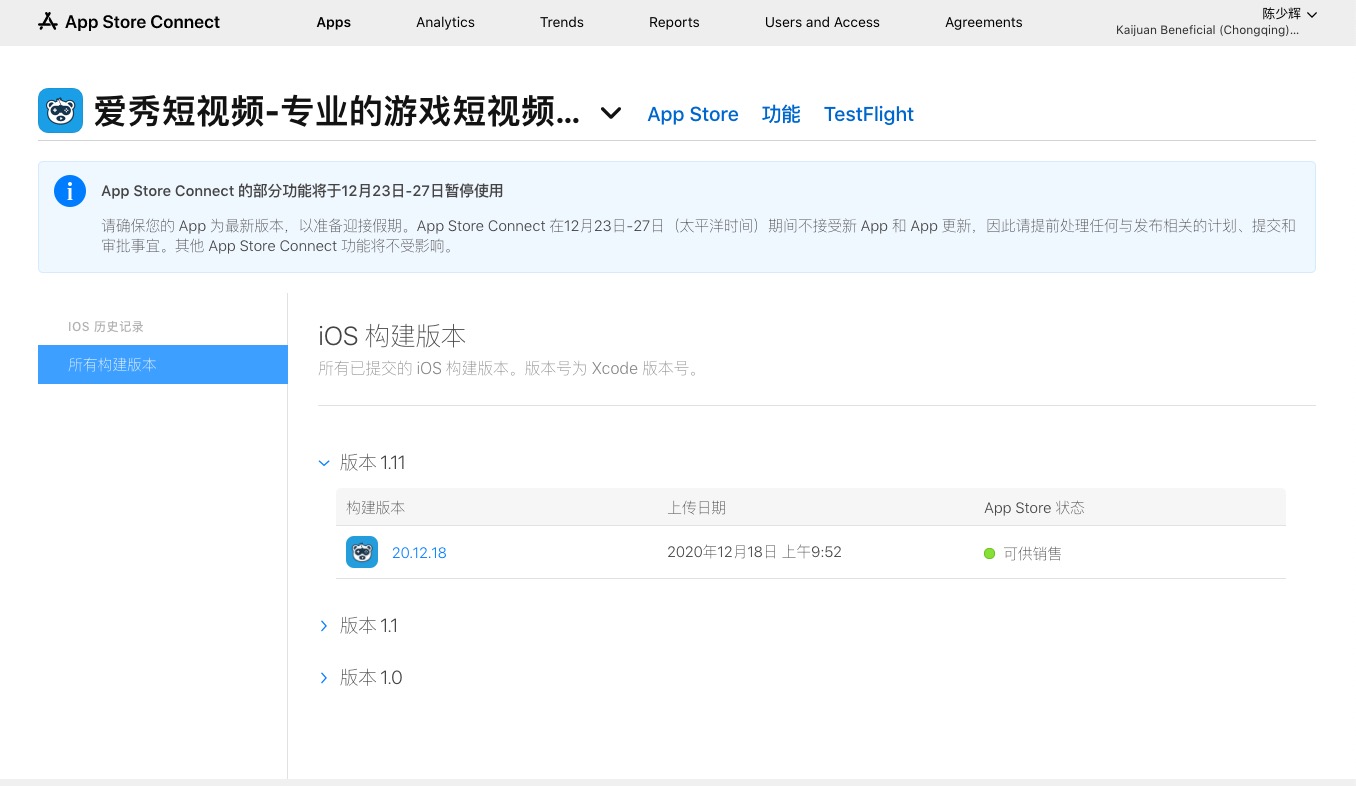 App Store Connect Apps Analytics Trends Reports Users and Access Agreements 陈少辉
Kaijuan Beneficial (Chongqing)...
爱秀短视频-专业的游戏短视频... App Store 功能 TestFlight
App Store Connect 的部分功能将于12月23日-27日暂停使用
请确保您的 App 为最新版本，以准备迎接假期。App Store Connect 在12月23日-27日（太平洋时间）期间不接受新 App 和 App 更新，因此请提前处理任何与发布相关的计划、提交和
审批事宜。其他 App Store Connect 功能将不受影响。
IOS 历史记录
所有构建版本
iOS 构建版本
所有已提交的 iOS 构建版本。版本号为 Xcode 版本号。
版本 1.11
构建版本 上传日期 App Store 状态
20.12.18 2020年12月18日 上午9:52 可供销售
版本 1.1
版本 1.0